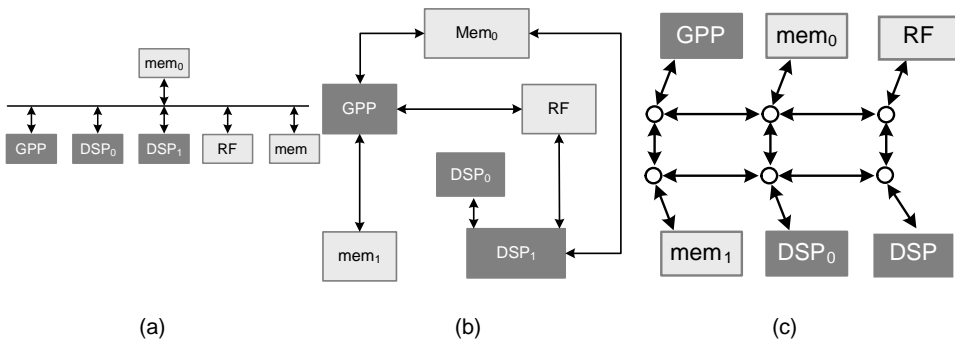 mem₀
GPP DSP₀ DSP₁ RF mem
(a)
Mem₀
GPP RF
DSP₀
mem₁ DSP₁
(b)
GPP mem₀ RF
mem₁ DSP₀ DSP
(c)